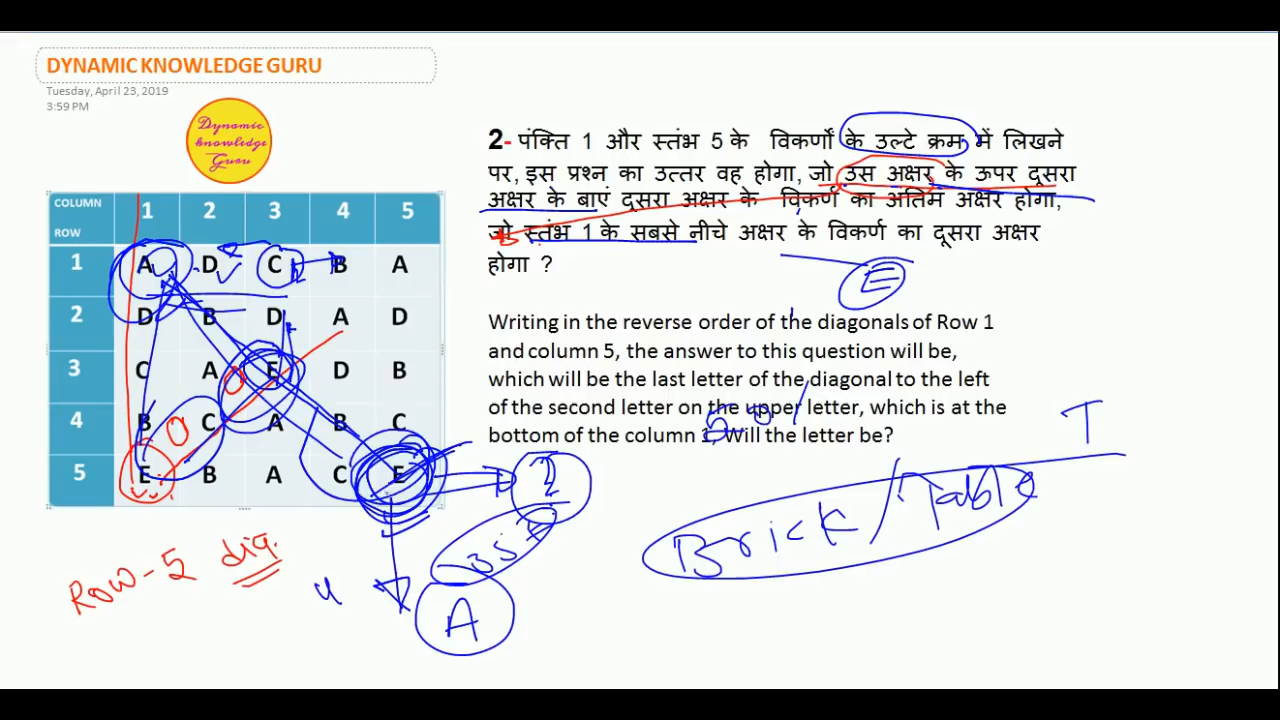 DYNAMIC KNOWLEDGE GURU
Tuesday, April 23, 2019
3:59 PM
Dynamic
knowledge
Guru
2- पंक्ति 1 और स्तंभ 5 के विकर्णों के उल्टे क्रम में लिखने
पर, इस प्रश्न का उत्तर वह होगा, जो उस अक्षर के ऊपर दूसरा
अक्षर के बाएं दूसरा अक्षर के विकर्ण का अंतिम अक्षर होगा,
जो स्तंभ 1 के सबसे नीचे अक्षर के विकर्ण का दूसरा अक्षर
होगा ?
E
Writing in the reverse order of the diagonals of Row 1
and column 5, the answer to this question will be,
which will be the last letter of the diagonal to the left
of the second letter on the upper letter, which is at the
bottom of the column 1, Will the letter be?
COLUMN 1 2 3 4 5
ROW
1 A D C B A
2 D B D A D
3 C A E D B
4 B C A B C
5 E B A C E
T
Brick / Table
Row-5 dia.
A